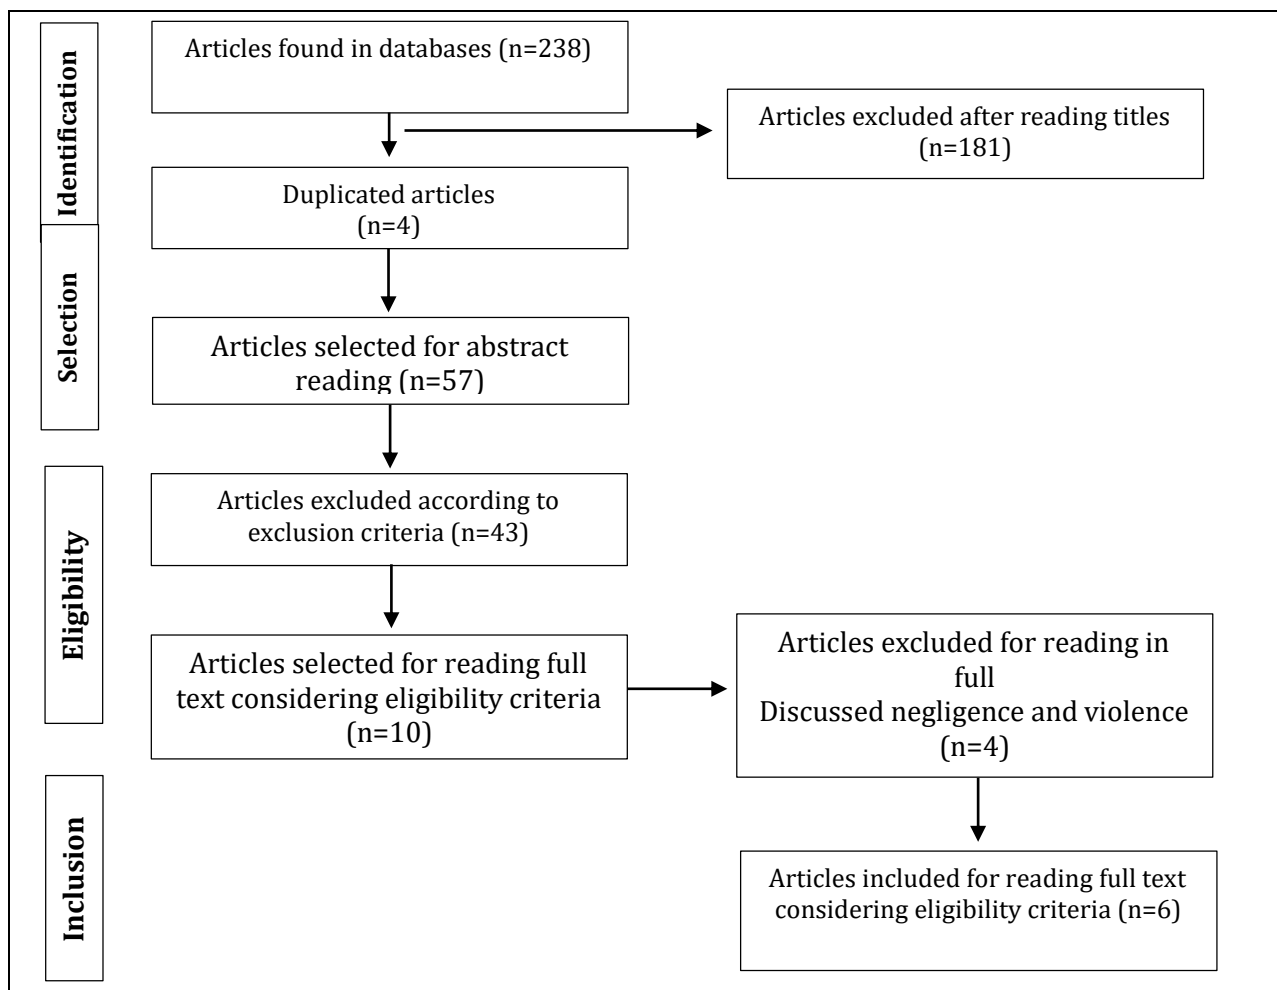 Identification
Articles found in databases (n=238)
Articles excluded after reading titles
(n=181)
Duplicated articles
(n=4)
Selection
Articles selected for abstract
reading (n=57)
Eligibility
Articles excluded according to
exclusion criteria (n=43)
Articles selected for reading full
text considering eligibility criteria
(n=10)
Articles excluded for reading in
full
Discussed negligence and violence
(n=4)
Inclusion
Articles included for reading full text
considering eligibility criteria (n=6)